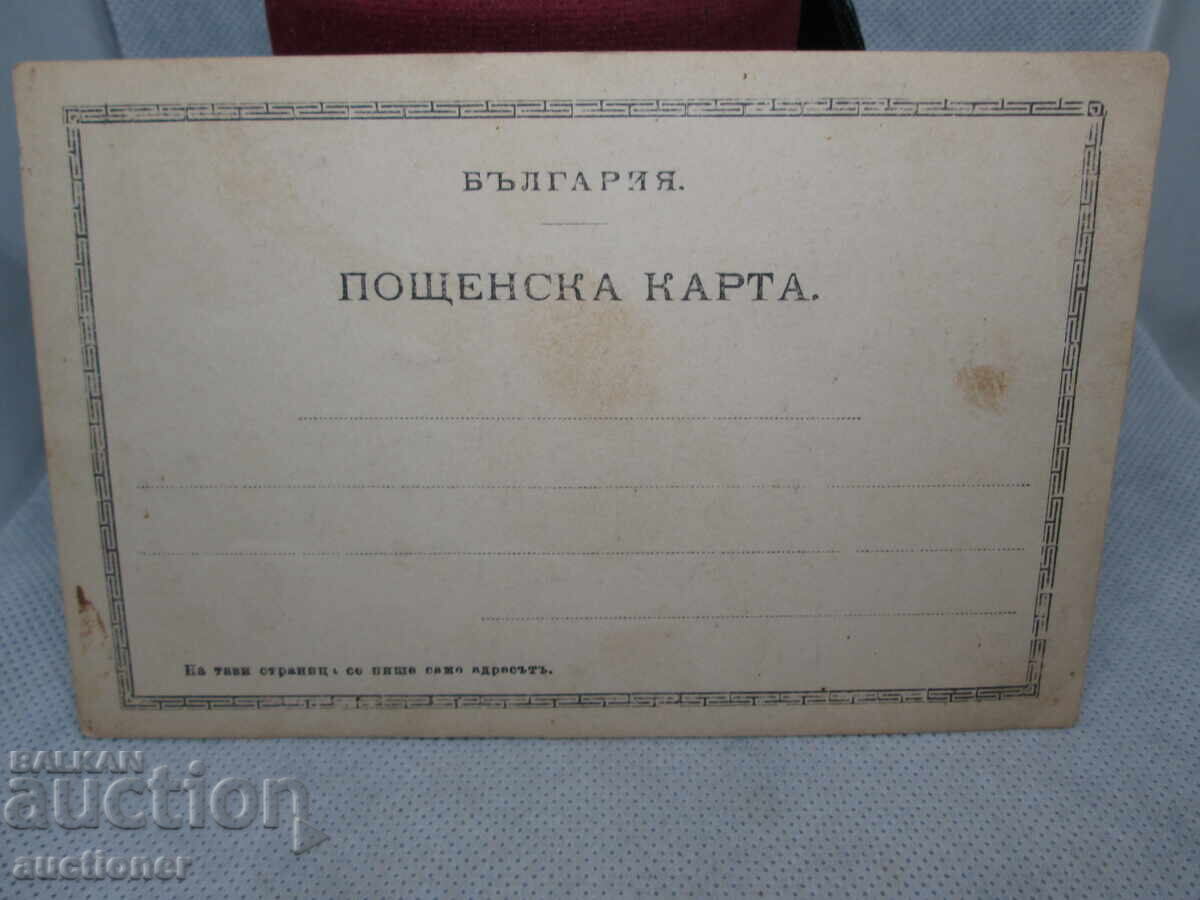 БЪЛГАРИЯ.
ПОЩЕНСКА КАРТА.
На тази страница се пише само адресътъ.
BALKAN
auction
auctioner